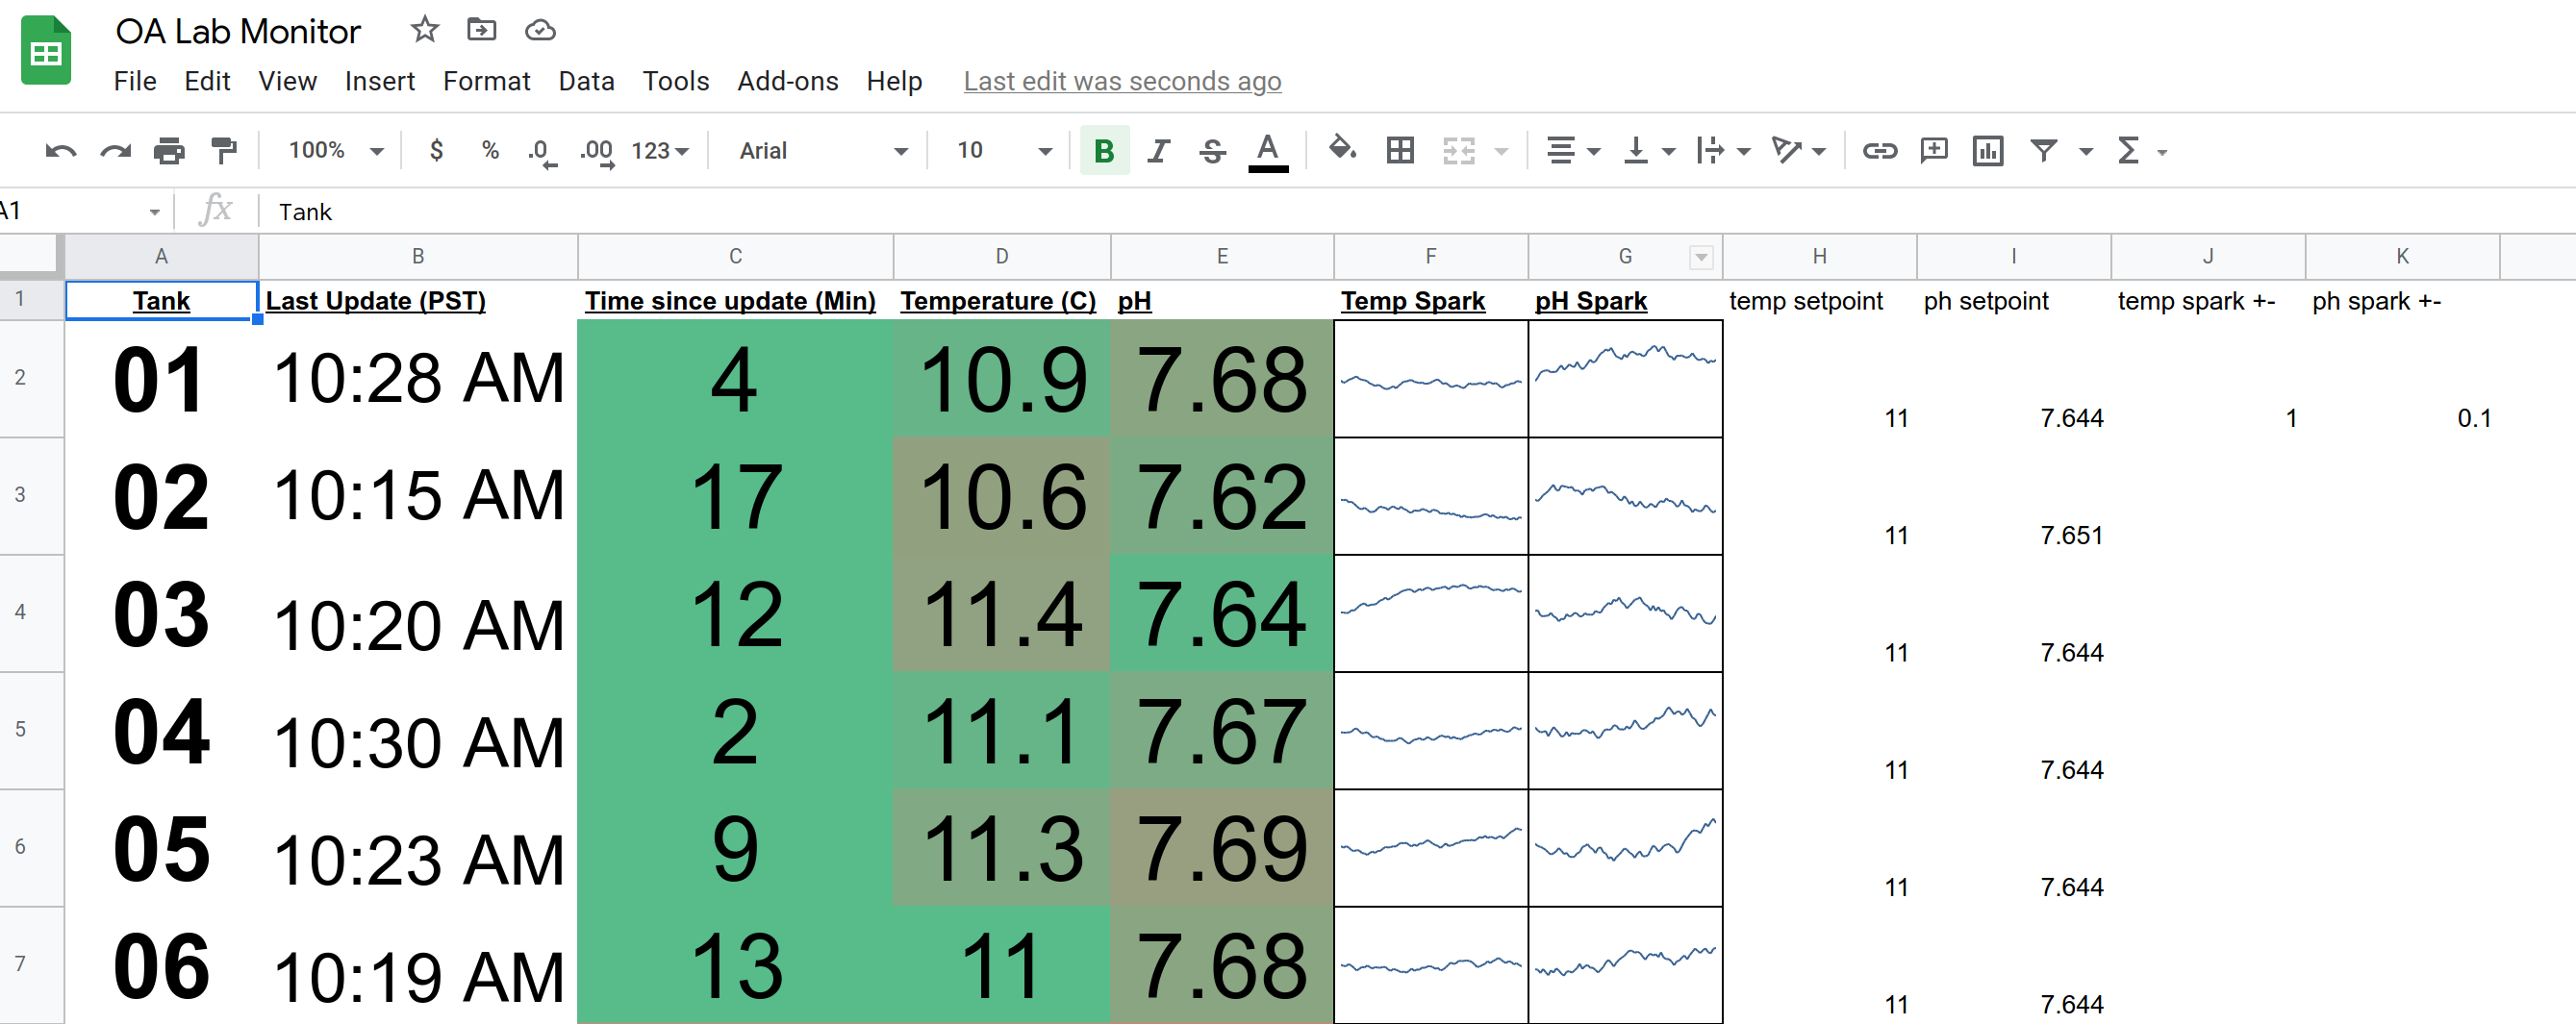 OA Lab Monitor
File Edit View Insert Format Data Tools Add-ons Help Last edit was seconds ago
100% $ % .0 .00 123 Arial 10 B I S A Σ
A1 fx Tank
A B C D E F G H I J K
1 Tank Last Update (PST) Time since update (Min) Temperature (C) pH Temp Spark pH Spark temp setpoint ph setpoint temp spark +- ph spark +-
2 01 10:28 AM 4 10.9 7.68 11 7.644 1 0.1
3 02 10:15 AM 17 10.6 7.62 11 7.651
4 03 10:20 AM 12 11.4 7.64 11 7.644
5 04 10:30 AM 2 11.1 7.67 11 7.644
6 05 10:23 AM 9 11.3 7.69 11 7.644
7 06 10:19 AM 13 11 7.68 11 7.644